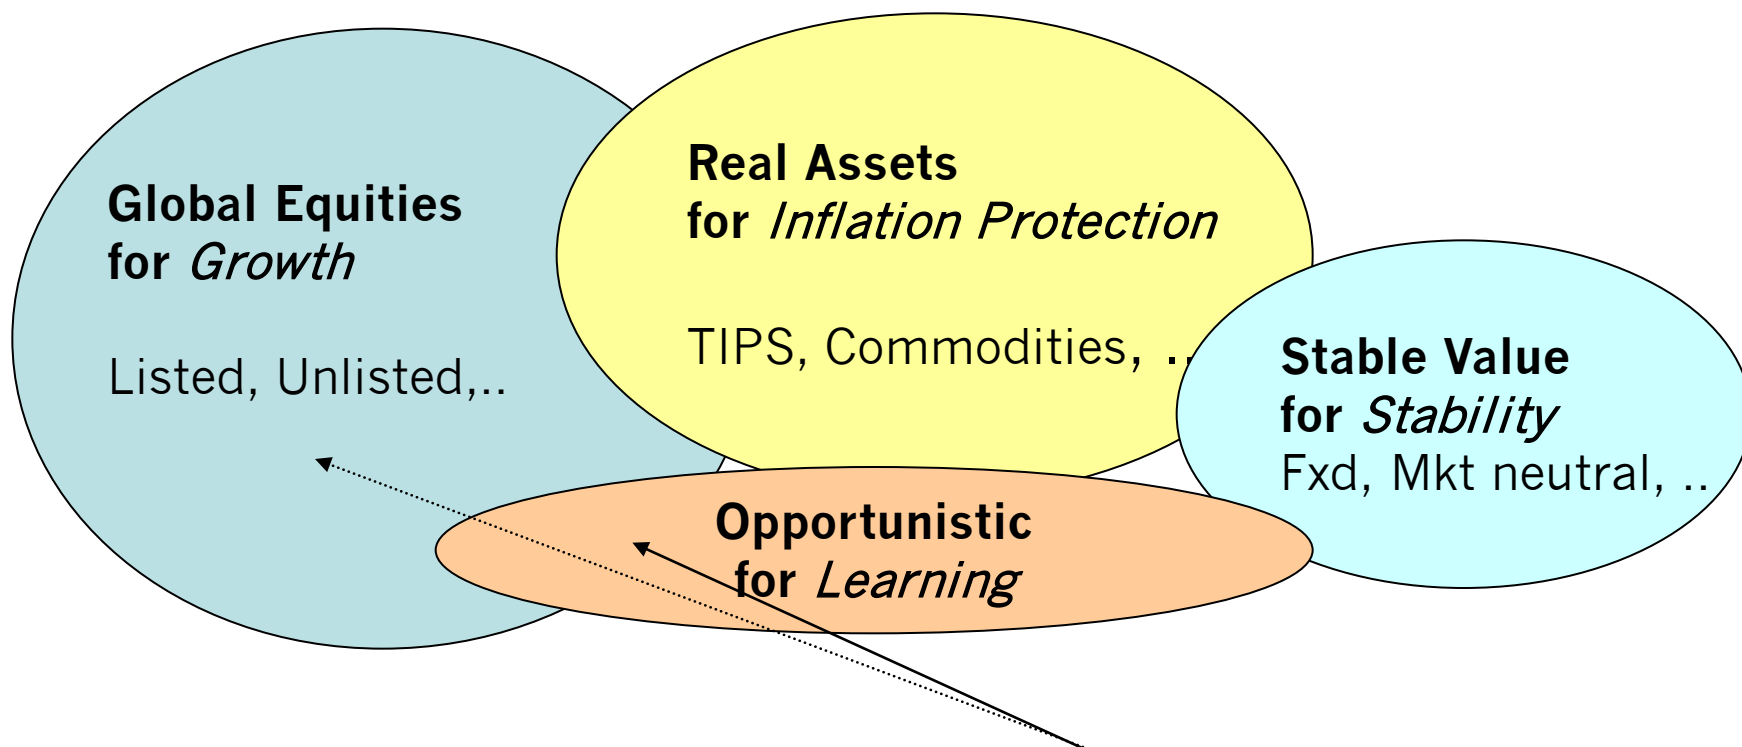 Global Equities
for Growth
Listed, Unlisted,..
Real Assets
for Inflation Protection
TIPS, Commodities, ..
Stable Value
for Stability
Fxd, Mkt neutral, ..
Opportunistic
for Learning